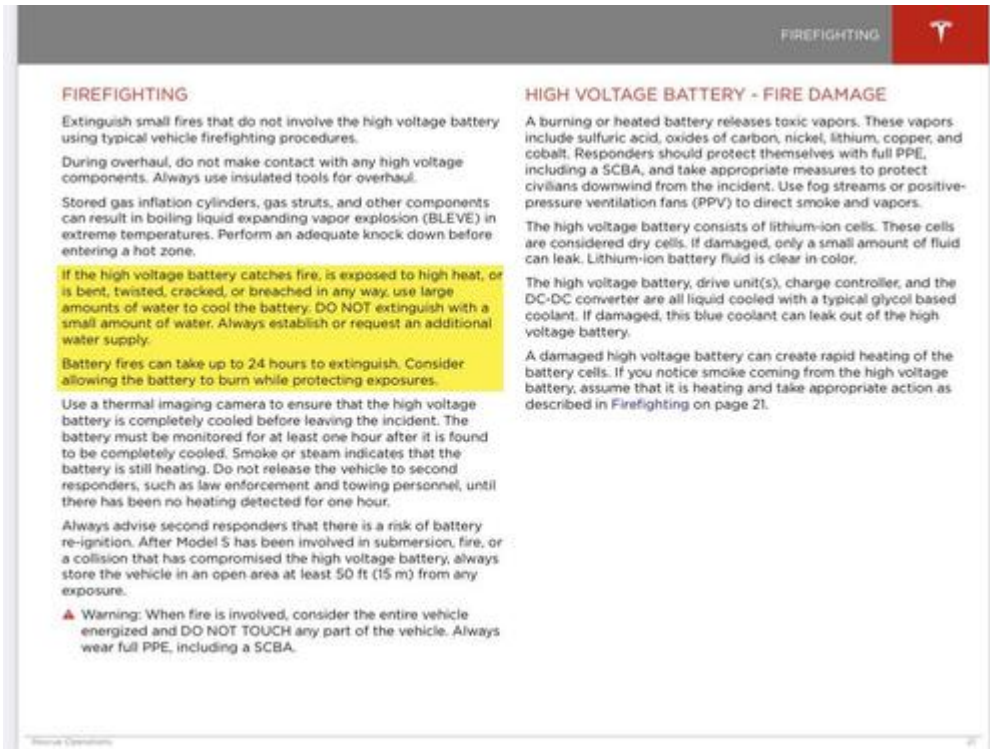 FIREFIGHTING
FIREFIGHTING
Extinguish small fires that do not involve the high voltage battery
using typical vehicle firefighting procedures.
During overhaul, do not make contact with any high voltage
components. Always use insulated tools for overhaul.
Stored gas inflation cylinders, gas struts, and other components
can result in boiling liquid expanding vapor explosion (BLEVE) in
extreme temperatures. Perform an adequate knock down before
entering a hot zone.
If the high voltage battery catches fire, is exposed to high heat, or
is bent, twisted, cracked, or breached in any way, use large
amounts of water to cool the battery. DO NOT extinguish with a
small amount of water. Always establish or request an additional
water supply.
Battery fires can take up to 24 hours to extinguish. Consider
allowing the battery to burn while protecting exposures.
Use a thermal imaging camera to ensure that the high voltage
battery is completely cooled before leaving the incident. The
battery must be monitored for at least one hour after it is found
to be completely cooled. Smoke or steam indicates that the
battery is still heating. Do not release the vehicle to second
responders, such as law enforcement and towing personnel, until
there has been no heating detected for one hour.
Always advise second responders that there is a risk of battery
re-ignition. After Model S has been involved in submersion, fire, or
a collision that has compromised the high voltage battery, always
store the vehicle in an open area at least 50 ft (15 m) from any
exposure.
Warning: When fire is involved, consider the entire vehicle
energized and DO NOT TOUCH any part of the vehicle. Always
wear full PPE, including a SCBA.
HIGH VOLTAGE BATTERY - FIRE DAMAGE
A burning or heated battery releases toxic vapors. These vapors
include sulfuric acid, oxides of carbon, nickel, lithium, copper, and
cobalt. Responders should protect themselves with full PPE,
including a SCBA, and take appropriate measures to protect
civilians downwind from the incident. Use fog streams or positive-
pressure ventilation fans (PPV) to direct smoke and vapors.
The high voltage battery consists of lithium-ion cells. These cells
are considered dry cells. If damaged, only a small amount of fluid
can leak. Lithium-ion battery fluid is clear in color.
The high voltage battery, drive unit(s), charge controller, and the
DC-DC converter are all liquid cooled with a typical glycol based
coolant. If damaged, this blue coolant can leak out of the high
voltage battery.
A damaged high voltage battery can create rapid heating of the
battery cells. If you notice smoke coming from the high voltage
battery, assume that it is heating and take appropriate action as
described in Firefighting on page 21.
Rescue Operations